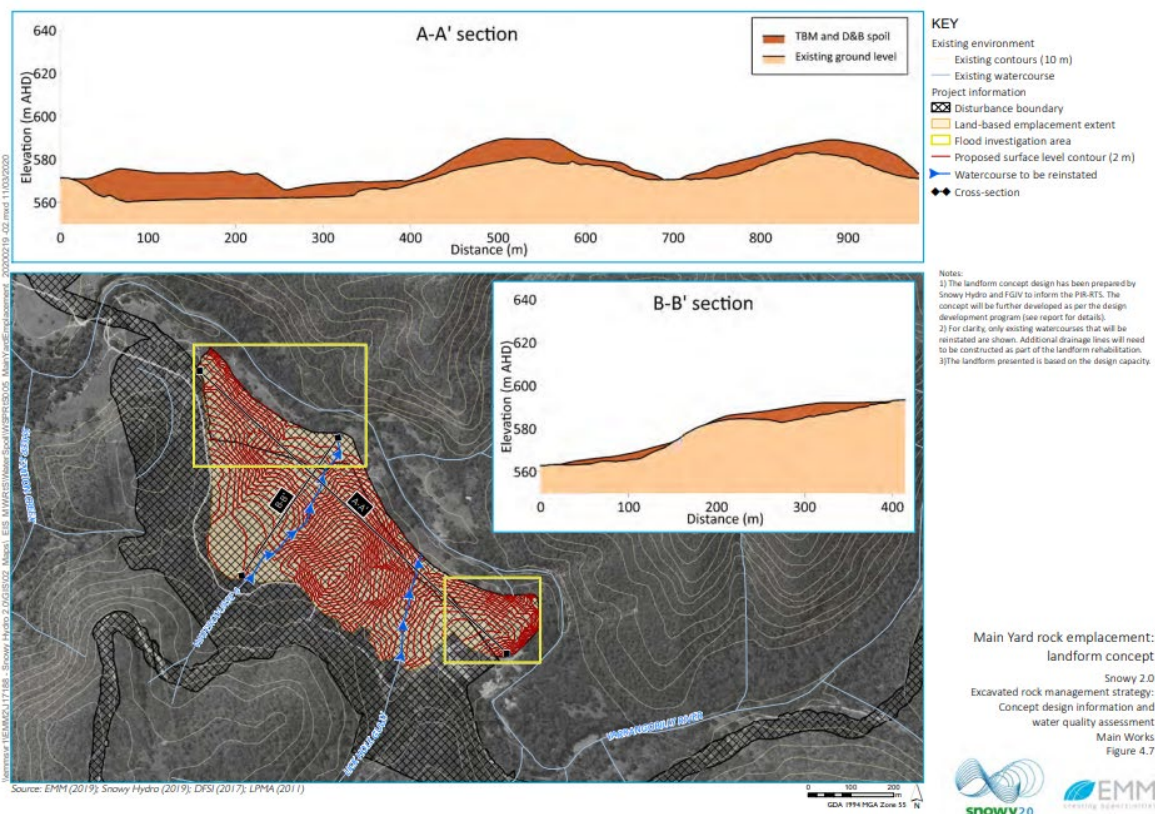 A-A' section
640
620
600
580
560
Elevation (m AHD)
TBM and D&B spoil
Existing ground level
0 100 200 300 400 500 600 700 800 900
Distance (m)
KEY
Existing environment
Existing contours (10 m)
Existing watercourse
Project information
Disturbance boundary
Land-based emplacement extent
Flood investigation area
Proposed surface level contour (2 m)
Watercourse to be reinstated
Cross-section
Notes:
1) The landform concept design has been prepared by
Snowy Hydro and FGJV to inform the PIR-RTS. The
concept will be further developed as per the design
development program (see report for details).
2) For clarity, only existing watercourses that will be
reinstated are shown. Additional drainage lines will need
to be constructed as part of the landform rehabilitation.
3)The landform presented is based on the design capacity.
B-B' section
640
620
600
580
560
Elevation (m AHD)
0 100 200 300 400
Distance (m)
B-B'
A-A'
LICK HOLE GULLY
YARRANGOBILLY RIVER
Main Yard rock emplacement:
landform concept
Snowy 2.0
Excavated rock management strategy:
Concept design information and
water quality assessment
Main Works
Figure 4.7
Source: EMM (2019); Snowy Hydro (2019); DFSI (2017); LPMA (2011)
0 100 200
m
GDA 1994 MGA Zone 55
N
snowy2.0
EMM
creating opportunities